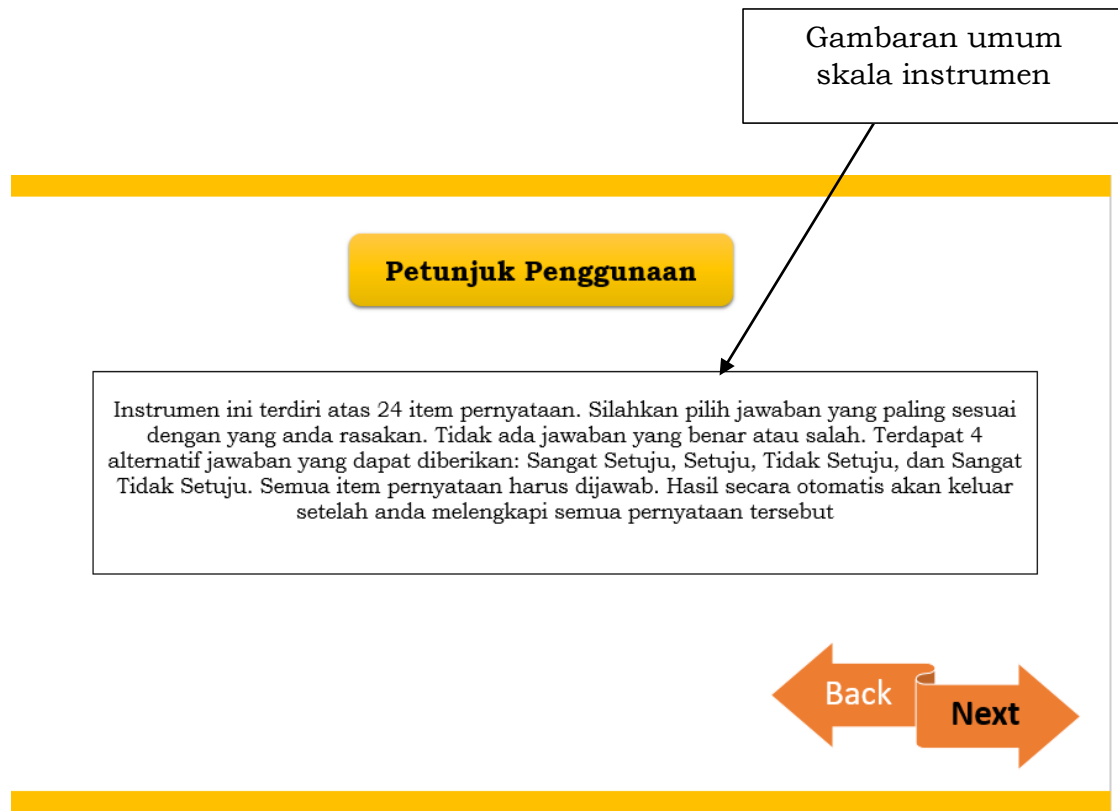 Gambaran umum
skala instrumen
Petunjuk Penggunaan
Instrumen ini terdiri atas 24 item pernyataan. Silahkan pilih jawaban yang paling sesuai
dengan yang anda rasakan. Tidak ada jawaban yang benar atau salah. Terdapat 4
alternatif jawaban yang dapat diberikan: Sangat Setuju, Setuju, Tidak Setuju, dan Sangat
Tidak Setuju. Semua item pernyataan harus dijawab. Hasil secara otomatis akan keluar
setelah anda melengkapi semua pernyataan tersebut
Back
Next